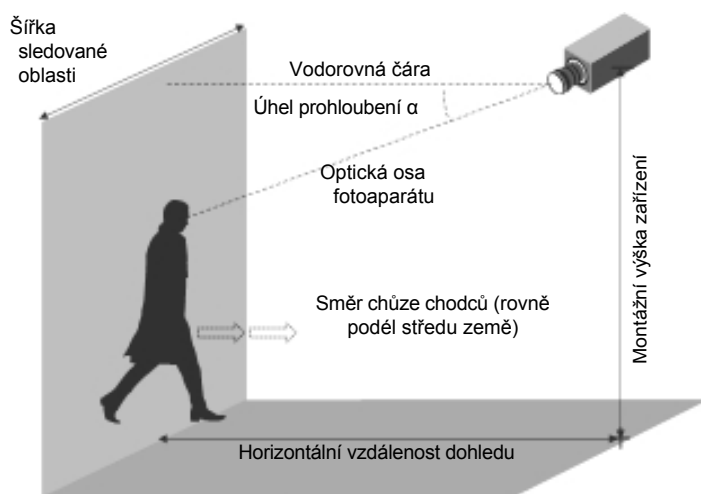 Šířka
sledované
oblasti
Vodorovná čára
Úhel prohloubení α
Optická osa
fotoaparátu
Montážní výška zařízení
Směr chůze chodců (rovně
podél středu země)
Horizontální vzdálenost dohledu